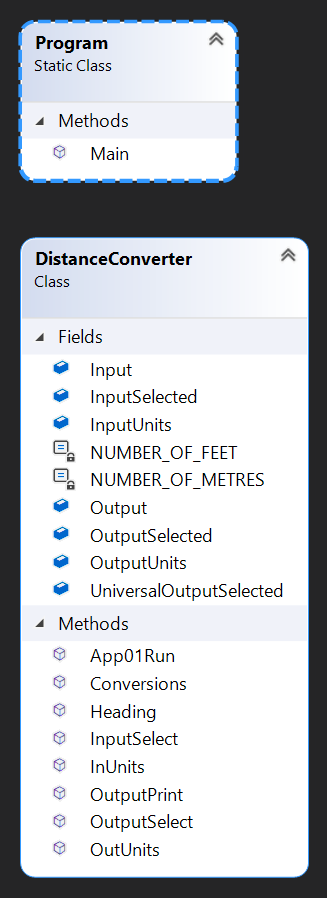 Program
Static Class
Methods
Main
DistanceConverter
Class
Fields
Input
InputSelected
InputUnits
NUMBER_OF_FEET
NUMBER_OF_METRES
Output
OutputSelected
OutputUnits
UniversalOutputSelected
Methods
App01Run
Conversions
Heading
InputSelect
InUnits
OutputPrint
OutputSelect
OutUnits